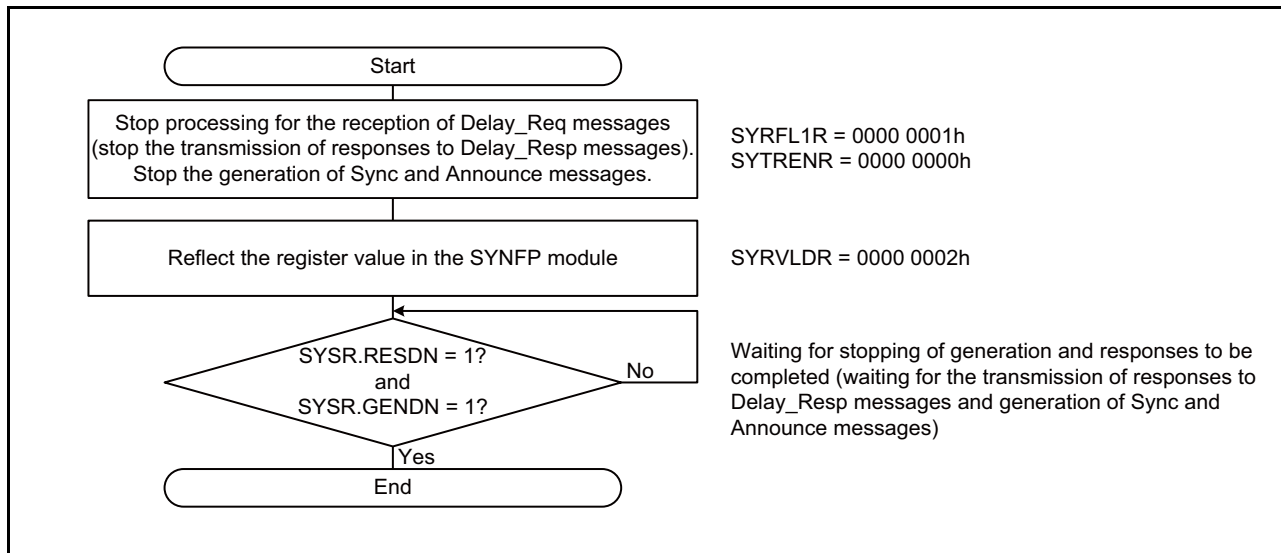 Start
Stop processing for the reception of Delay_Req messages
(stop the transmission of responses to Delay_Resp messages).
Stop the generation of Sync and Announce messages.
SYRFL1R = 0000 0001h
SYTRENR = 0000 0000h
Reflect the register value in the SYNFP module
SYRVLDR = 0000 0002h
SYSR.RESDN = 1?
and
SYSR.GENDN = 1?
No
Waiting for stopping of generation and responses to be
completed (waiting for the transmission of responses to
Delay_Resp messages and generation of Sync and
Announce messages)
Yes
End